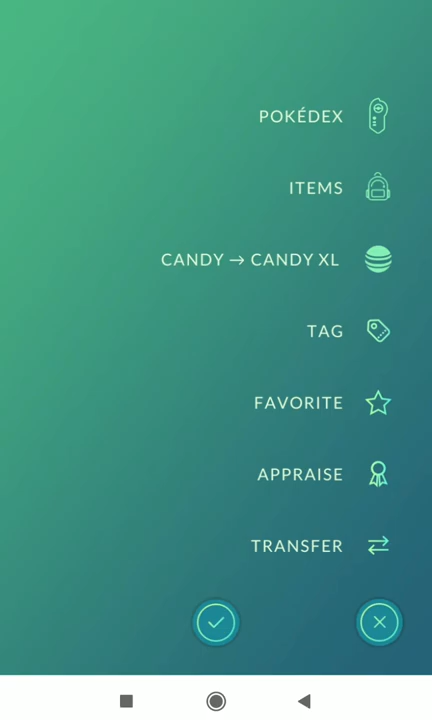 POKÉDEX
ITEMS
CANDY → CANDY XL
TAG
FAVORITE
APPRAISE
TRANSFER